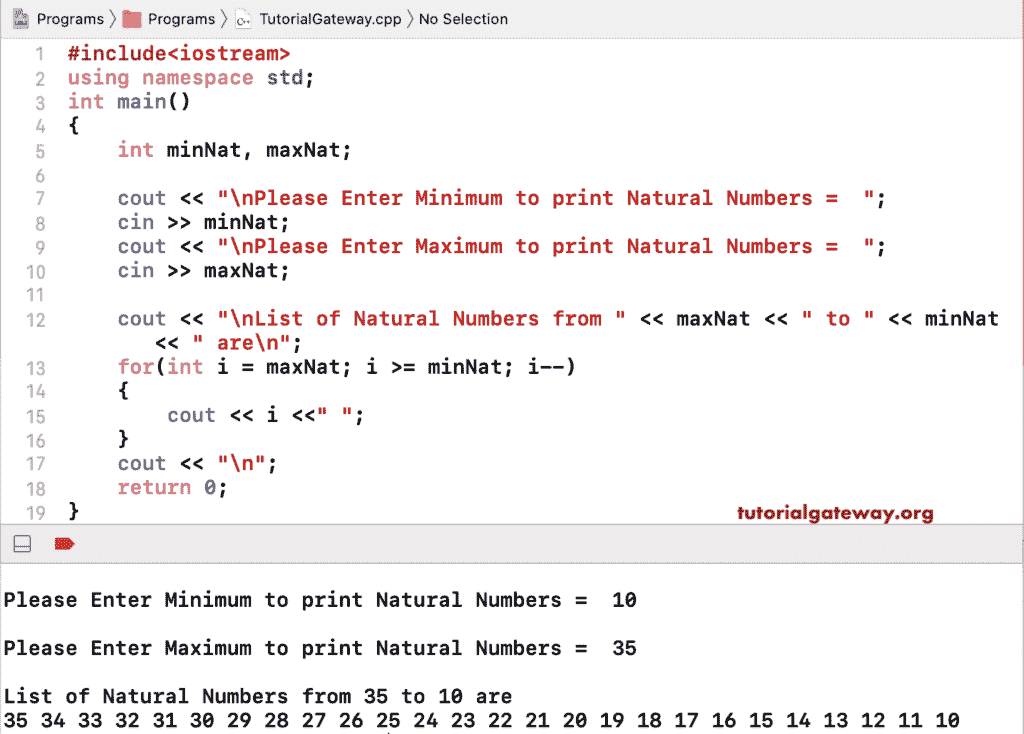 Programs 〉 Programs 〉 C++ TutorialGateway.cpp 〉 No Selection
1 #include<iostream>
2 using namespace std;
3 int main()
4 {
5     int minNat, maxNat;
6
7     cout << "\nPlease Enter Minimum to print Natural Numbers =  ";
8     cin >> minNat;
9     cout << "\nPlease Enter Maximum to print Natural Numbers =  ";
10     cin >> maxNat;
11
12     cout << "\nList of Natural Numbers from " << maxNat << " to " << minNat
<< " are\n";
13     for(int i = maxNat; i >= minNat; i--)
14     {
15         cout << i <<" ";
16     }
17     cout << "\n";
18     return 0;
19 }
tutorialgateway.org
Please Enter Minimum to print Natural Numbers =  10
Please Enter Maximum to print Natural Numbers =  35
List of Natural Numbers from 35 to 10 are
35 34 33 32 31 30 29 28 27 26 25 24 23 22 21 20 19 18 17 16 15 14 13 12 11 10